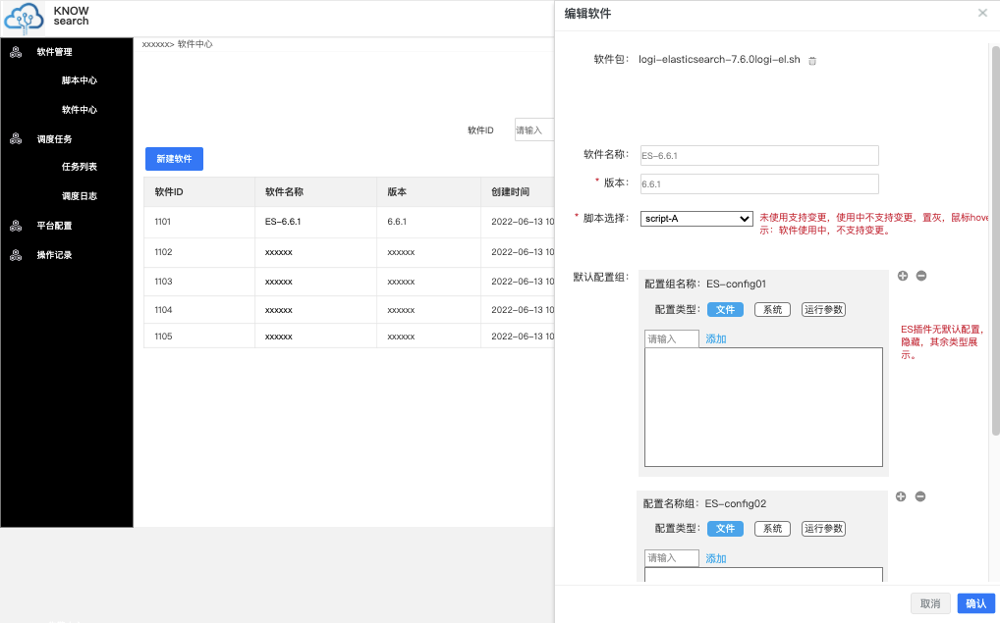 KNOW
search
软件管理
脚本中心
软件中心
调度任务
任务列表
调度日志
平台配置
操作记录
xxxxxx> 软件中心
软件ID 请输入
新建软件
软件ID 软件名称 版本 创建时间
1101 ES-6.6.1 6.6.1 2022-06-13 10
1102 xxxxxx xxxxxx 2022-06-13 10
1103 xxxxxx xxxxxx 2022-06-13 10
1104 xxxxxx xxxxxx 2022-06-13 10
1105 xxxxxx xxxxxx 2022-06-13 10
编辑软件
软件包: logi-elasticsearch-7.6.0logi-el.sh
软件名称: ES-6.6.1
* 版本: 6.6.1
* 脚本选择: script-A
未使用支持变更，使用中不支持变更，置灰，鼠标hove
示：软件使用中，不支持变更。
默认配置组:
配置组名称: ES-config01
配置类型: 文件 系统 运行参数
请输入 添加
ES插件无默认配置，
隐藏，其余类型展
示。
配置名称组: ES-config02
配置类型: 文件 系统 运行参数
请输入 添加
取消 确认